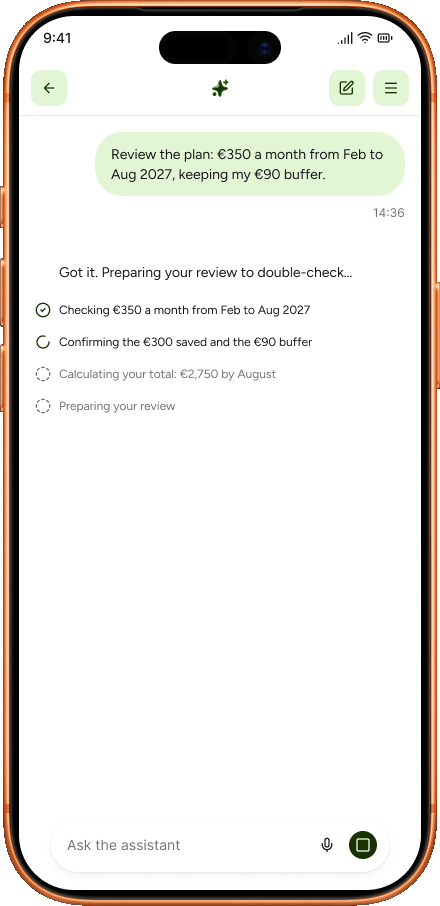 9:41
Review the plan: €350 a month from Feb to
Aug 2027, keeping my €90 buffer.
14:36
Got it. Preparing your review to double-check...
Checking €350 a month from Feb to Aug 2027
Confirming the €300 saved and the €90 buffer
Calculating your total: €2,750 by August
Preparing your review
Ask the assistant